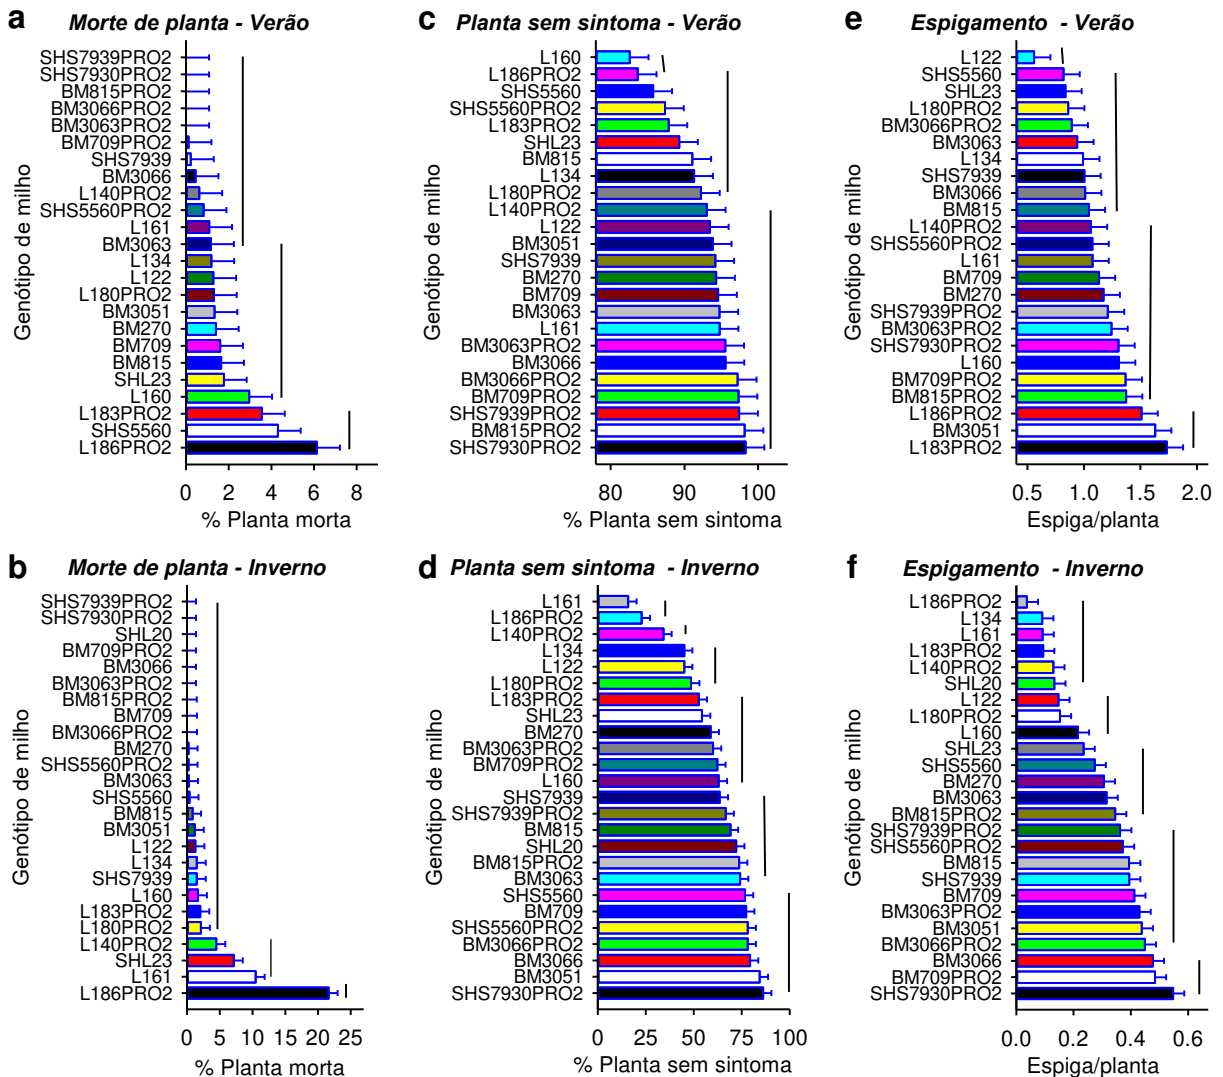 a Morte de planta - Verão
Genótipo de milho
SHS7939PRO2
SHS7930PRO2
BM815PRO2
BM3066PRO2
BM3063PRO2
BM709PRO2
SHS7939
BM3066
L140PRO2
SHS5560PRO2
L161
BM3063
L134
L122
L180PRO2
BM3051
BM270
BM709
BM815
SHL23
L160
L183PRO2
SHS5560
L186PRO2
0 2 4 6 8
% Planta morta
c Planta sem sintoma - Verão
Genótipo de milho
L160
L186PRO2
SHS5560
SHS5560PRO2
L183PRO2
SHL23
BM815
L134
L180PRO2
L140PRO2
L122
BM3051
SHS7939
BM270
BM709
BM3063
L161
BM3063PRO2
BM3066
BM3066PRO2
BM709PRO2
SHS7939PRO2
BM815PRO2
SHS7930PRO2
80 90 100
% Planta sem sintoma
e Espigamento - Verão
Genótipo de milho
L122
SHS5560
SHL23
L180PRO2
BM3066PRO2
BM3063
L134
SHS7939
BM3066
BM815
L140PRO2
SHS5560PRO2
L161
BM709
BM270
SHS7939PRO2
BM3063PRO2
SHS7930PRO2
L160
BM709PRO2
BM815PRO2
L186PRO2
BM3051
L183PRO2
0.5 1.0 1.5 2.0
Espiga/planta
b Morte de planta - Inverno
Genótipo de milho
SHS7939PRO2
SHS7930PRO2
SHL20
BM709PRO2
BM3066
BM3063PRO2
BM815PRO2
BM709
BM3066PRO2
BM270
SHS5560PRO2
BM3063
SHS5560
BM815
BM3051
L122
L134
SHS7939
L160
L183PRO2
L180PRO2
L140PRO2
SHL23
L161
L186PRO2
0 5 10 15 20 25
% Planta morta
d Planta sem sintoma - Inverno
Genótipo de milho
L161
L186PRO2
L140PRO2
L134
L122
L180PRO2
L183PRO2
SHL23
BM270
BM3063PRO2
BM709PRO2
L160
SHS7939
SHS7939PRO2
BM815
SHL20
BM815PRO2
BM3063
SHS5560
BM709
SHS5560PRO2
BM3066PRO2
BM3066
BM3051
SHS7930PRO2
0 25 50 75 100
% Planta sem sintoma
f Espigamento - Inverno
Genótipo de milho
L186PRO2
L134
L161
L183PRO2
L140PRO2
SHL20
L122
L180PRO2
L160
SHL23
SHS5560
BM270
BM3063
BM815PRO2
SHS7939PRO2
SHS5560PRO2
BM815
SHS7939
BM709
BM3063PRO2
BM3051
BM3066PRO2
BM3066
BM709PRO2
SHS7930PRO2
0.0 0.2 0.4 0.6
Espiga/planta